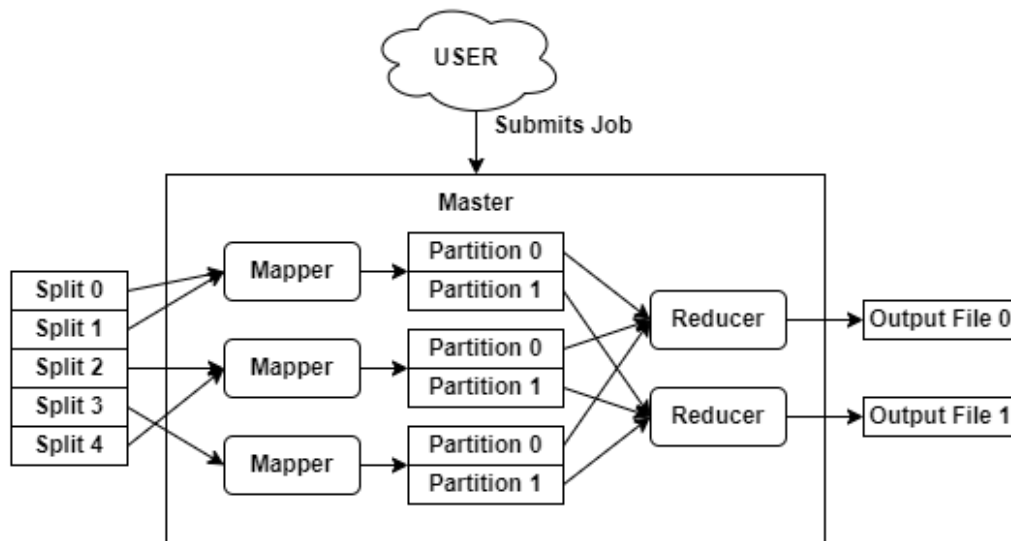 USER
Submits Job
Master
Split 0
Split 1
Split 2
Split 3
Split 4
Mapper
Mapper
Mapper
Partition 0
Partition 1
Partition 0
Partition 1
Partition 0
Partition 1
Reducer
Reducer
Output File 0
Output File 1